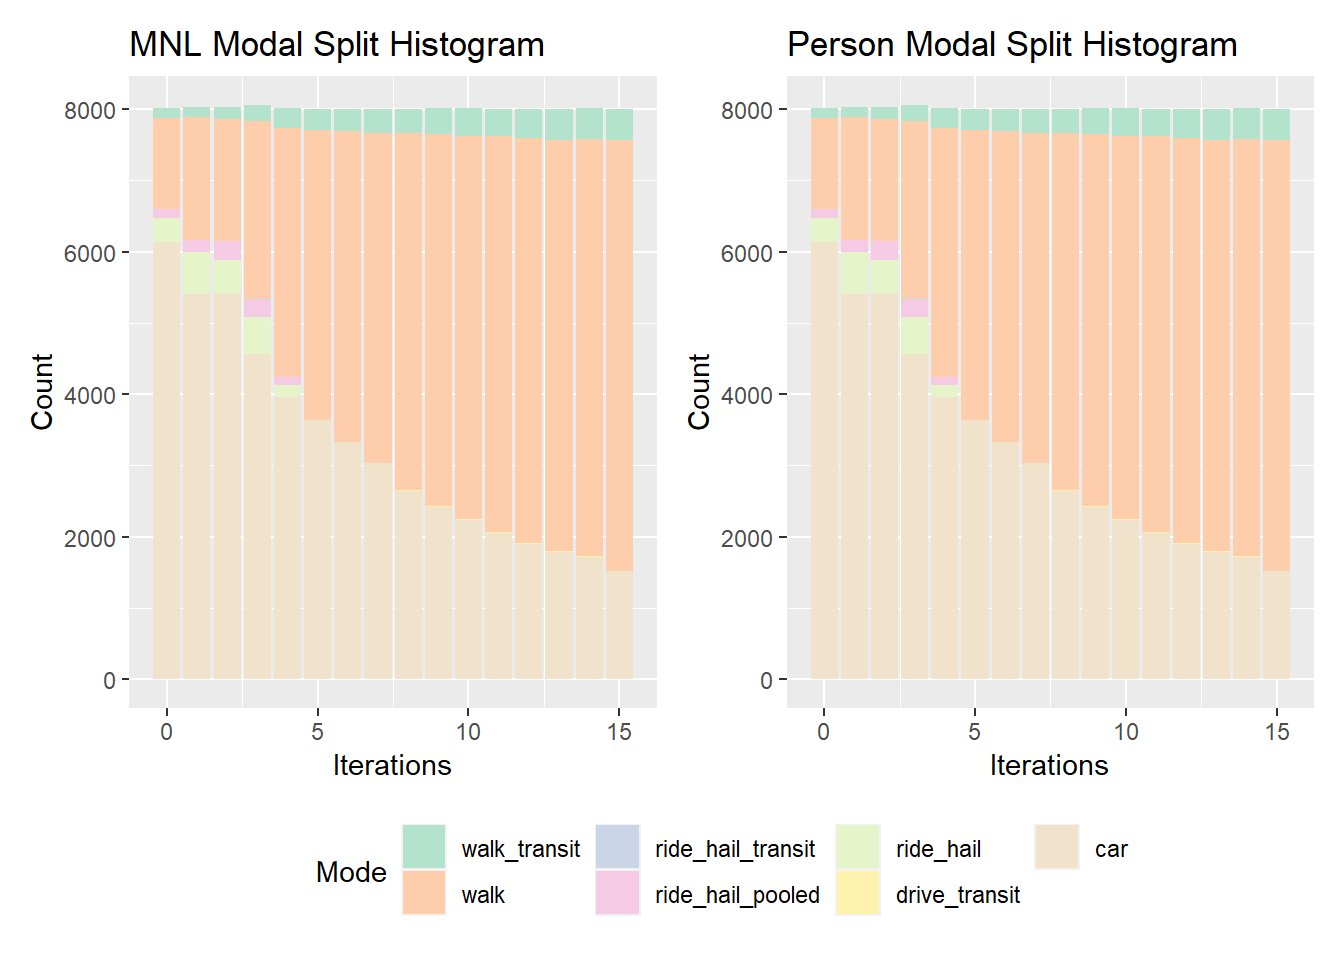 MNL Modal Split Histogram
Person Modal Split Histogram
8000
6000
4000
2000
0
Count
0 5 10 15
Iterations
8000
6000
4000
2000
0
Count
0 5 10 15
Iterations
Mode
walk_transit ride_hail_transit ride_hail car
walk ride_hail_pooled drive_transit